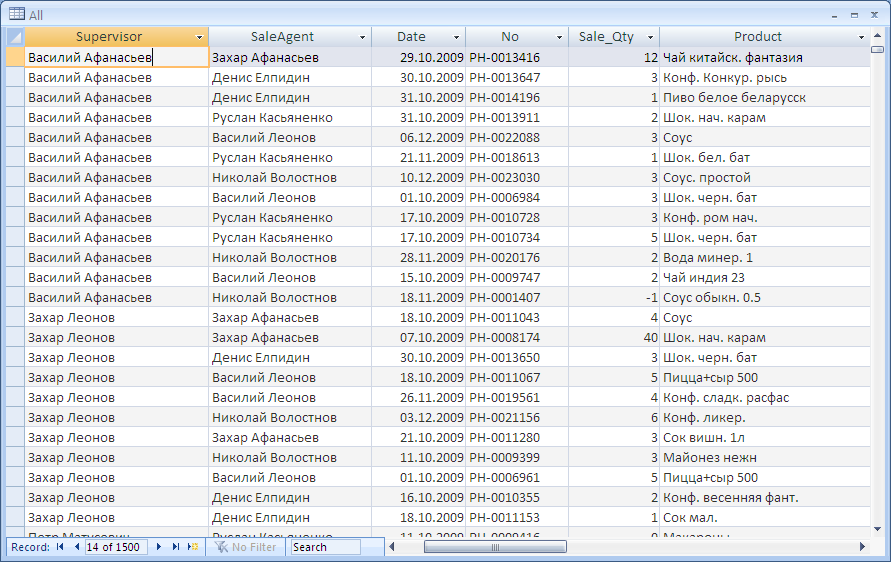 All
Supervisor SaleAgent Date No Sale_Qty Product
Василий Афанасьев Захар Афанасьев 29.10.2009 РН-0013416 12 Чай китайск. фантазия
Василий Афанасьев Денис Елпидин 30.10.2009 РН-0013647 3 Конф. Конкур. рысь
Василий Афанасьев Денис Елпидин 31.10.2009 РН-0014196 1 Пиво белое беларусск
Василий Афанасьев Руслан Касьяненко 31.10.2009 РН-0013911 2 Шок. нач. карам
Василий Афанасьев Василий Леонов 06.12.2009 РН-0022088 3 Соус
Василий Афанасьев Руслан Касьяненко 21.11.2009 РН-0018613 1 Шок. бел. бат
Василий Афанасьев Николай Волостнов 10.12.2009 РН-0023030 3 Соус. простой
Василий Афанасьев Василий Леонов 01.10.2009 РН-0006984 3 Шок. черн. бат
Василий Афанасьев Руслан Касьяненко 17.10.2009 РН-0010728 3 Конф. ром нач.
Василий Афанасьев Руслан Касьяненко 17.10.2009 РН-0010734 5 Шок. черн. бат
Василий Афанасьев Николай Волостнов 28.11.2009 РН-0020176 2 Вода минер. 1
Василий Афанасьев Василий Леонов 15.10.2009 РН-0009747 2 Чай индия 23
Василий Афанасьев Николай Волостнов 18.11.2009 РН-0001407 -1 Соус обыкн. 0.5
Захар Леонов Захар Афанасьев 18.10.2009 РН-0011043 4 Соус
Захар Леонов Захар Афанасьев 07.10.2009 РН-0008174 40 Шок. нач. карам
Захар Леонов Денис Елпидин 30.10.2009 РН-0013650 3 Шок. черн. бат
Захар Леонов Василий Леонов 18.10.2009 РН-0011067 5 Пицца+сыр 500
Захар Леонов Василий Леонов 26.11.2009 РН-0019561 4 Конф. сладк. расфас
Захар Леонов Николай Волостнов 03.12.2009 РН-0021156 6 Конф. ликер.
Захар Леонов Захар Афанасьев 21.10.2009 РН-0011280 3 Сок вишн. 1л
Захар Леонов Николай Волостнов 11.10.2009 РН-0009399 3 Майонез нежн
Захар Леонов Василий Леонов 01.10.2009 РН-0006961 5 Пицца+сыр 500
Захар Леонов Денис Елпидин 16.10.2009 РН-0010355 2 Конф. весенняя фант.
Захар Леонов Денис Елпидин 18.10.2009 РН-0011153 1 Сок мал.
Record: 14 of 1500 No Filter Search